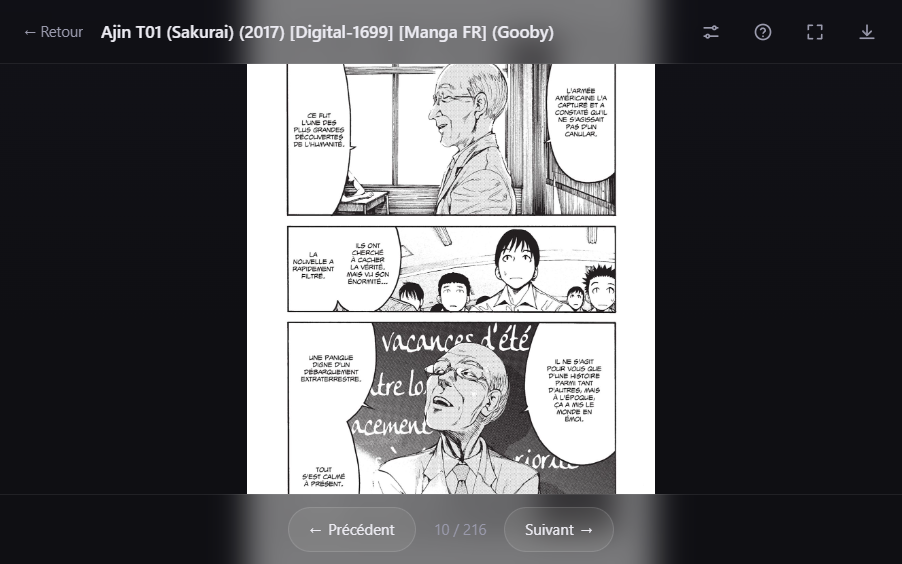 ← Retour
Ajin T01 (Sakurai) (2017) [Digital-1699] [Manga FR] (Gooby)
L'ARMÉE
AMÉRICAINE L'A
CAPTURÉ ET A
CONSTATÉ QU'IL
NE S'AGISSAIT
PAS D'UN
CANULAR.
CE FUT
L'UNE DES
PLUS GRANDES
DÉCOUVERTES
DE L'HUMANITÉ.
ILS ONT
CHERCHÉ
À CACHER
LA VÉRITÉ,
MAIS VU SON
ÉNORMITÉ...
LA
NOUVELLE A
RAPIDEMENT
FILTRÉ.
IL NE S'AGIT
POUR VOUS QUE
D'UNE HISTOIRE
PARMI TANT
D'AUTRES, MAIS
À L'ÉPOQUE,
ÇA A MIS LE
MONDE EN
ÉMOI.
UNE PANIQUE
DIGNE D'UN
DÉBARQUEMENT
EXTRATERRESTRE.
vacances d'été
tre lo
acement
priorité
TOUT
S'EST CALMÉ
À PRÉSENT.
← Précédent
10 / 216
Suivant →